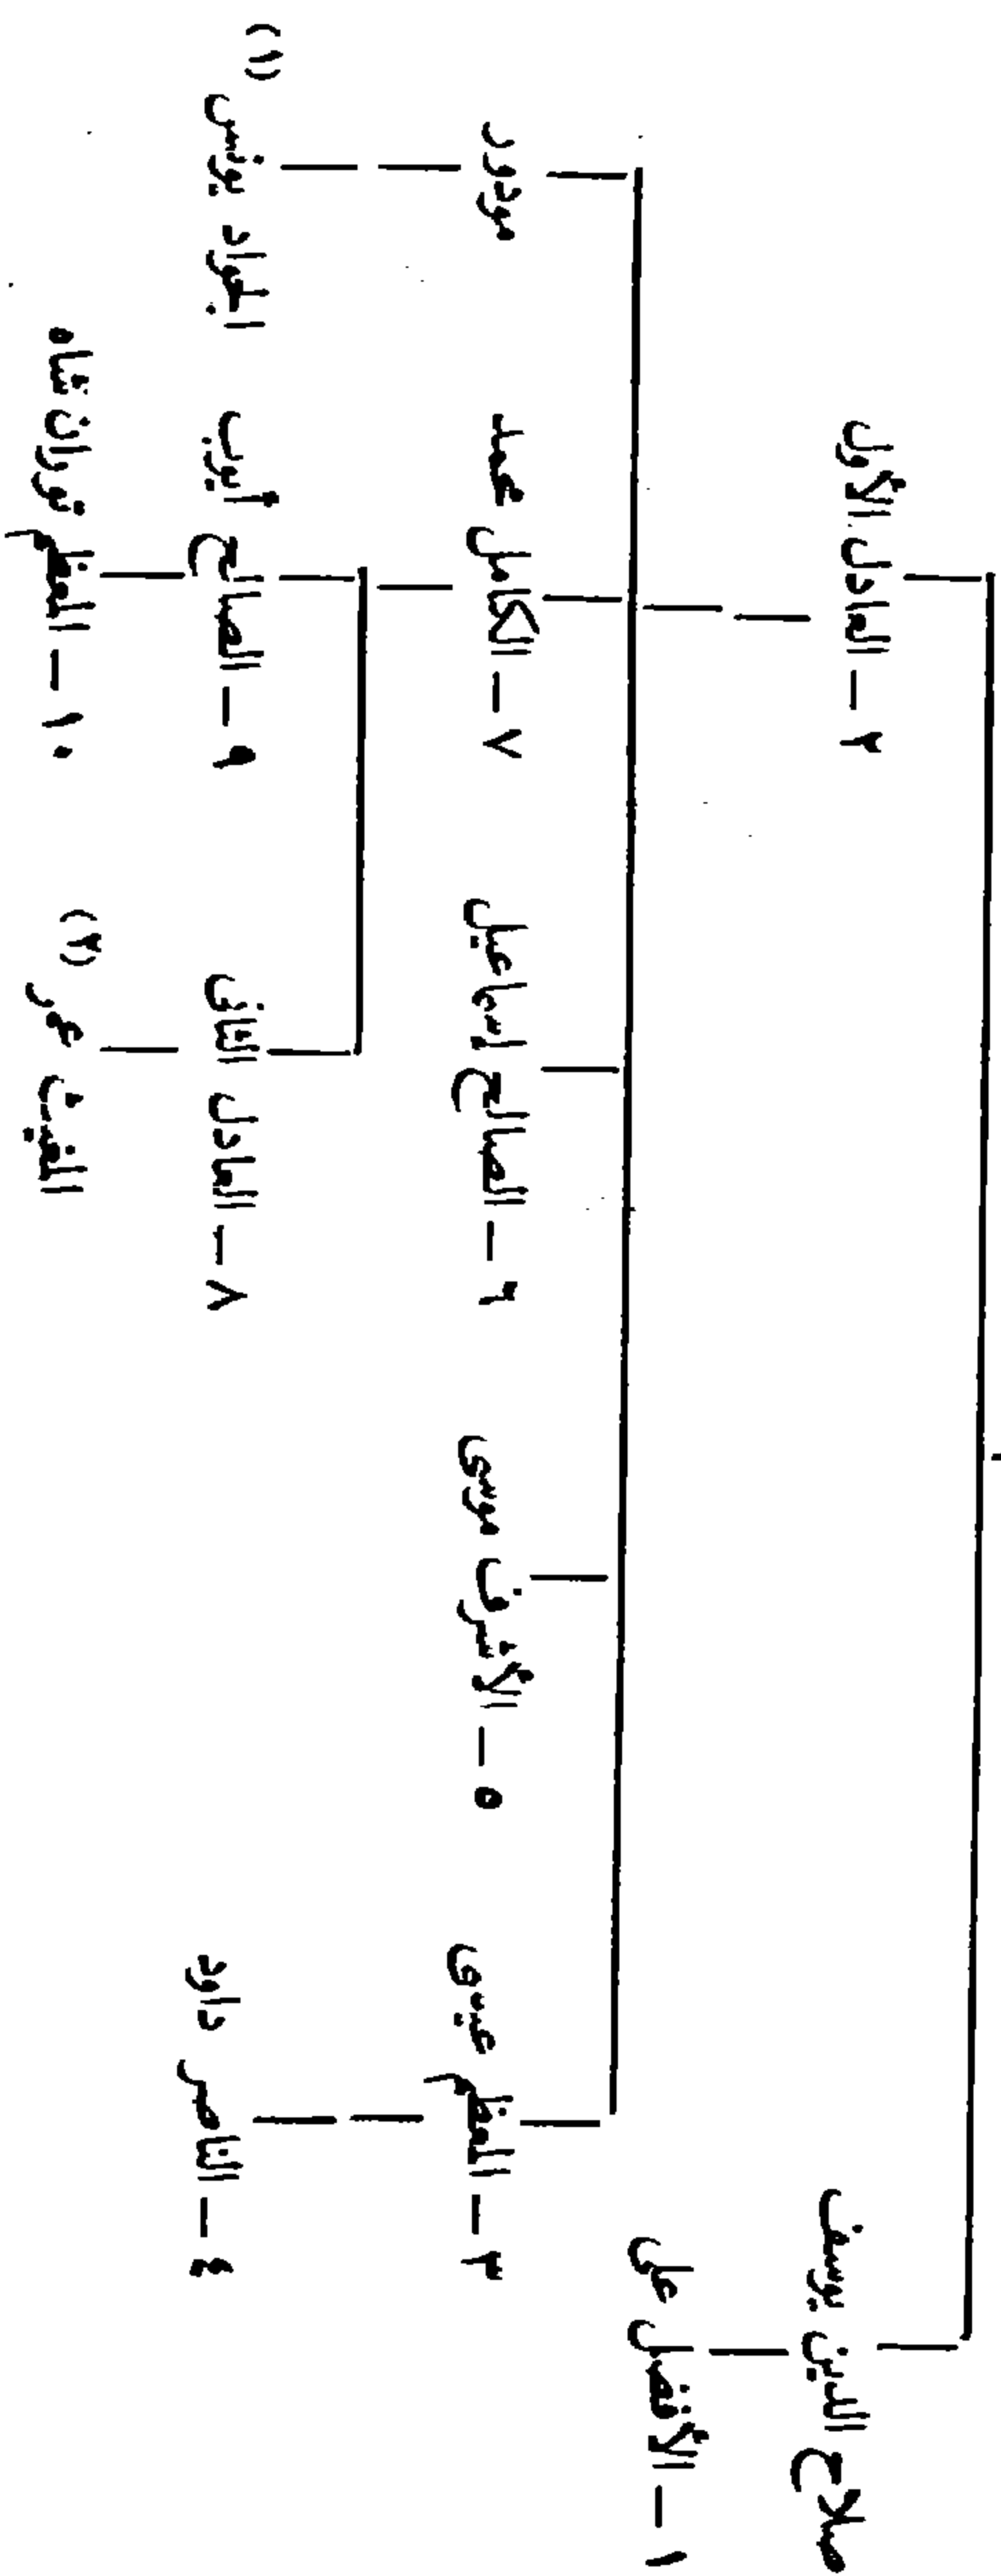 صلاح الدين يوسف
٢ – العادل الأول
١ – الأفضل على
٣ – المعظم عيسى
٥ – الأشرف موسى
٦ – الصالح إسماعيل
٧ – الكامل محمد
مودود
٤ – الناصر داود
٨ – العادل الثانى
٩ – الصالح أيوب
الجواد يونس (١)
المغيث عمر (٢)
١٠ – المعظم توران شاه